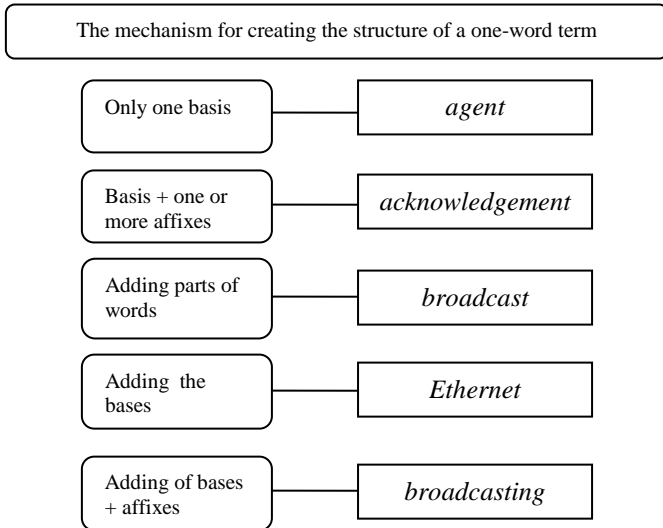 The mechanism for creating the structure of a one-word term
Only one basis
agent
Basis + one or
more affixes
acknowledgement
Adding parts of
words
broadcast
Adding the
bases
Ethernet
Adding of bases
+ affixes
broadcasting